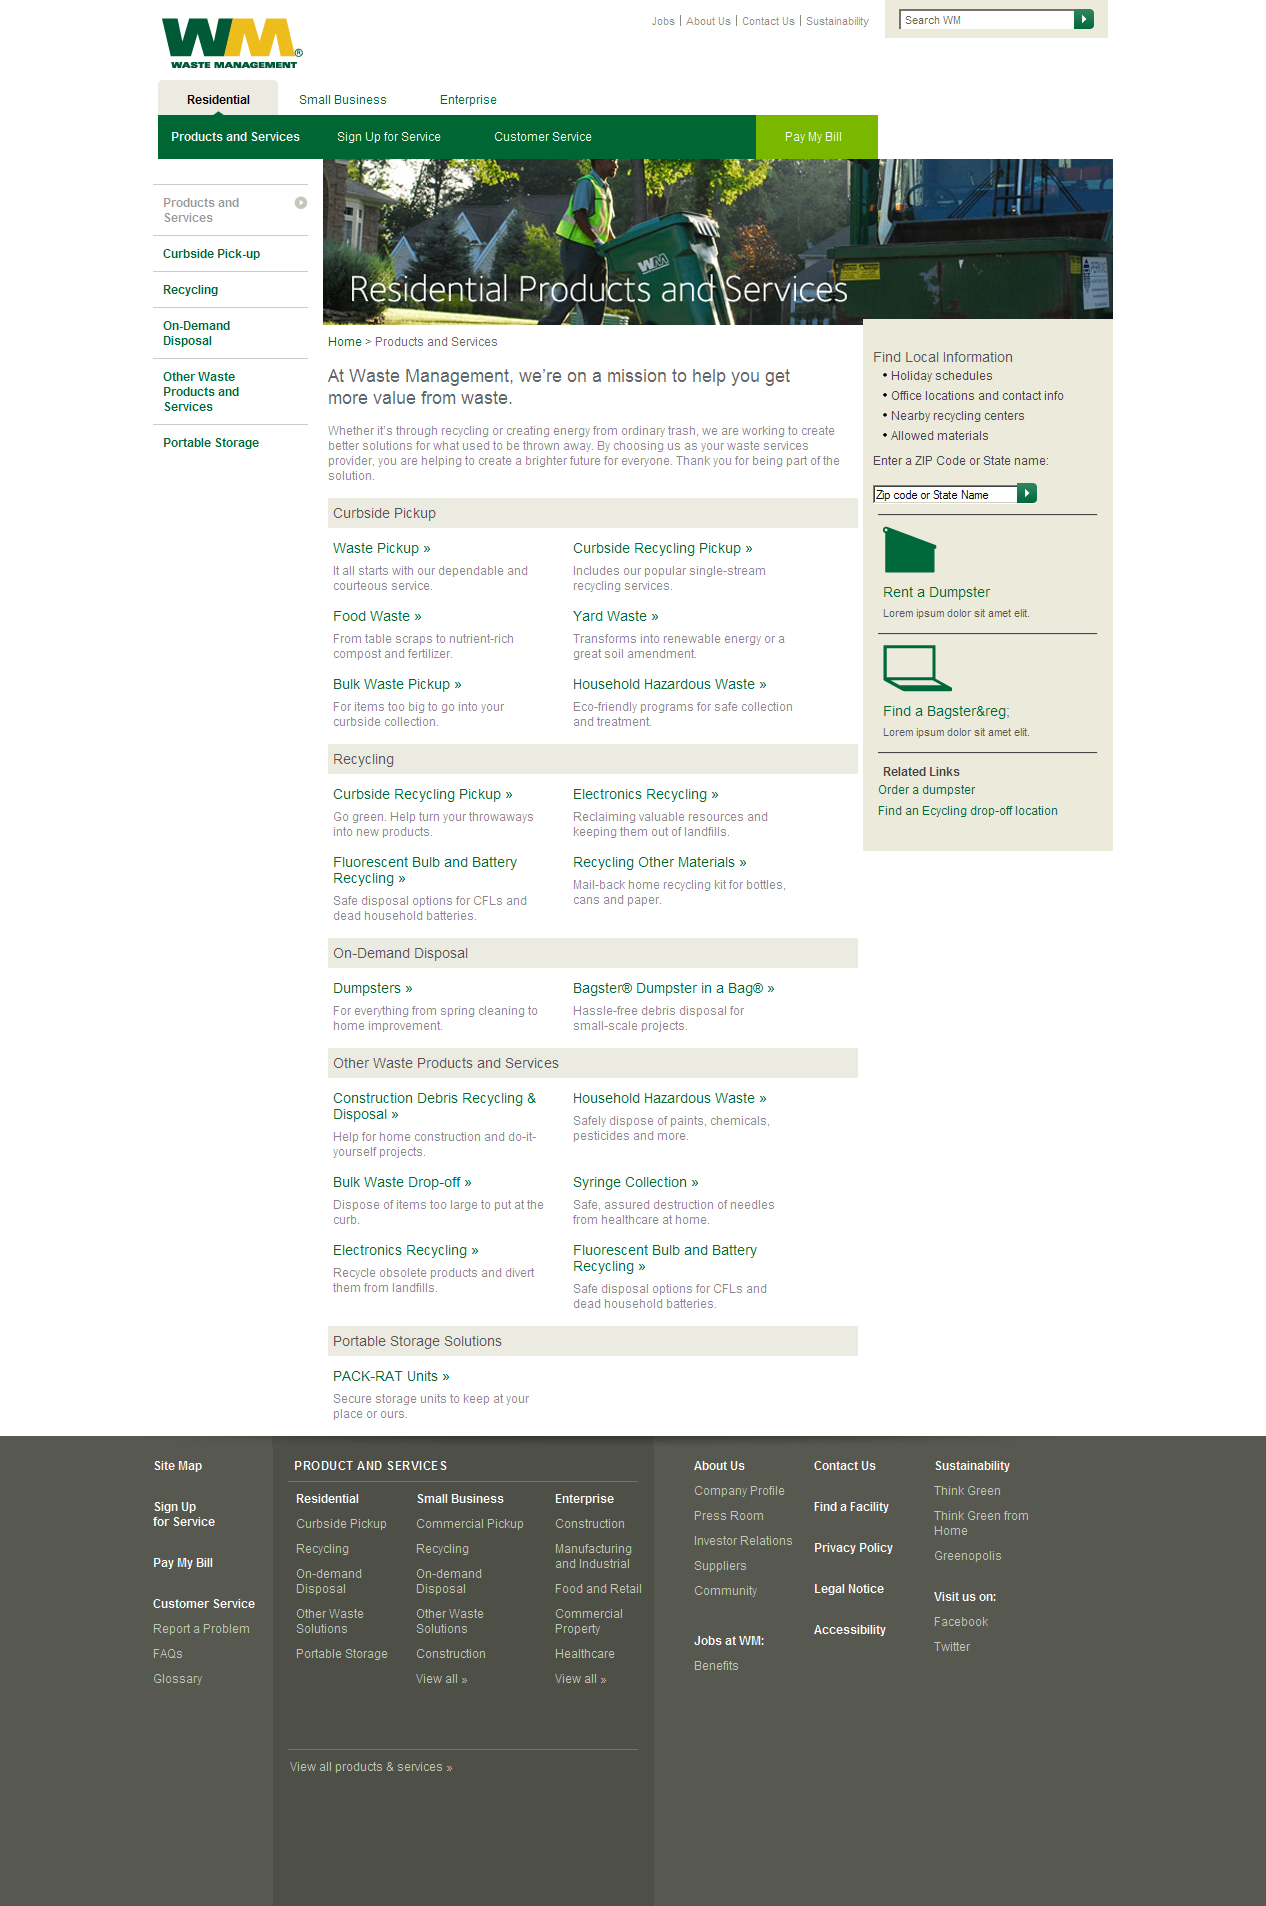 Jobs | About Us | Contact Us | Sustainability
Search WM
WM®
WASTE MANAGEMENT
Residential
Small Business
Enterprise
Products and Services
Sign Up for Service
Customer Service
Pay My Bill
Products and
Services
Curbside Pick-up
Recycling
On-Demand
Disposal
Other Waste
Products and
Services
Portable Storage
WM
Residential Products and Services
Home > Products and Services
At Waste Management, we're on a mission to help you get
more value from waste.
Whether it's through recycling or creating energy from ordinary trash, we are working to create
better solutions for what used to be thrown away. By choosing us as your waste services
provider, you are helping to create a brighter future for everyone. Thank you for being part of the
solution.
Curbside Pickup
Waste Pickup »
It all starts with our dependable and
courteous service.
Curbside Recycling Pickup »
Includes our popular single-stream
recycling services.
Food Waste »
From table scraps to nutrient-rich
compost and fertilizer.
Yard Waste »
Transforms into renewable energy or a
great soil amendment.
Bulk Waste Pickup »
For items too big to go into your
curbside collection.
Household Hazardous Waste »
Eco-friendly programs for safe collection
and treatment.
Recycling
Curbside Recycling Pickup »
Go green. Help turn your throwaways
into new products.
Electronics Recycling »
Reclaiming valuable resources and
keeping them out of landfills.
Fluorescent Bulb and Battery
Recycling »
Safe disposal options for CFLs and
dead household batteries.
Recycling Other Materials »
Mail-back home recycling kit for bottles,
cans and paper.
On-Demand Disposal
Dumpsters »
For everything from spring cleaning to
home improvement.
Bagster® Dumpster in a Bag® »
Hassle-free debris disposal for
small-scale projects.
Other Waste Products and Services
Construction Debris Recycling &
Disposal »
Help for home construction and do-it-
yourself projects.
Household Hazardous Waste »
Safely dispose of paints, chemicals,
pesticides and more.
Bulk Waste Drop-off »
Dispose of items too large to put at the
curb.
Syringe Collection »
Safe, assured destruction of needles
from healthcare at home.
Electronics Recycling »
Recycle obsolete products and divert
them from landfills.
Fluorescent Bulb and Battery
Recycling »
Safe disposal options for CFLs and
dead household batteries.
Portable Storage Solutions
PACK-RAT Units »
Secure storage units to keep at your
place or ours.
Find Local Information
• Holiday schedules
• Office locations and contact info
• Nearby recycling centers
• Allowed materials
Enter a ZIP Code or State name:
Zip code or State Name
Rent a Dumpster
Lorem ipsum dolor sit amet elit.
Find a Bagster&reg;
Lorem ipsum dolor sit amet elit.
Related Links
Order a dumpster
Find an Ecycling drop-off location
Site Map
Sign Up
for Service
Pay My Bill
Customer Service
Report a Problem
FAQs
Glossary
PRODUCT AND SERVICES
Residential
Curbside Pickup
Recycling
On-demand
Disposal
Other Waste
Solutions
Portable Storage
Small Business
Commercial Pickup
Recycling
On-demand
Disposal
Other Waste
Solutions
Construction
View all »
Enterprise
Construction
Manufacturing
and Industrial
Food and Retail
Commercial
Property
Healthcare
View all »
View all products & services »
About Us
Company Profile
Press Room
Investor Relations
Suppliers
Community
Jobs at WM:
Benefits
Contact Us
Find a Facility
Privacy Policy
Legal Notice
Accessibility
Sustainability
Think Green
Think Green from
Home
Greenopolis
Visit us on:
Facebook
Twitter